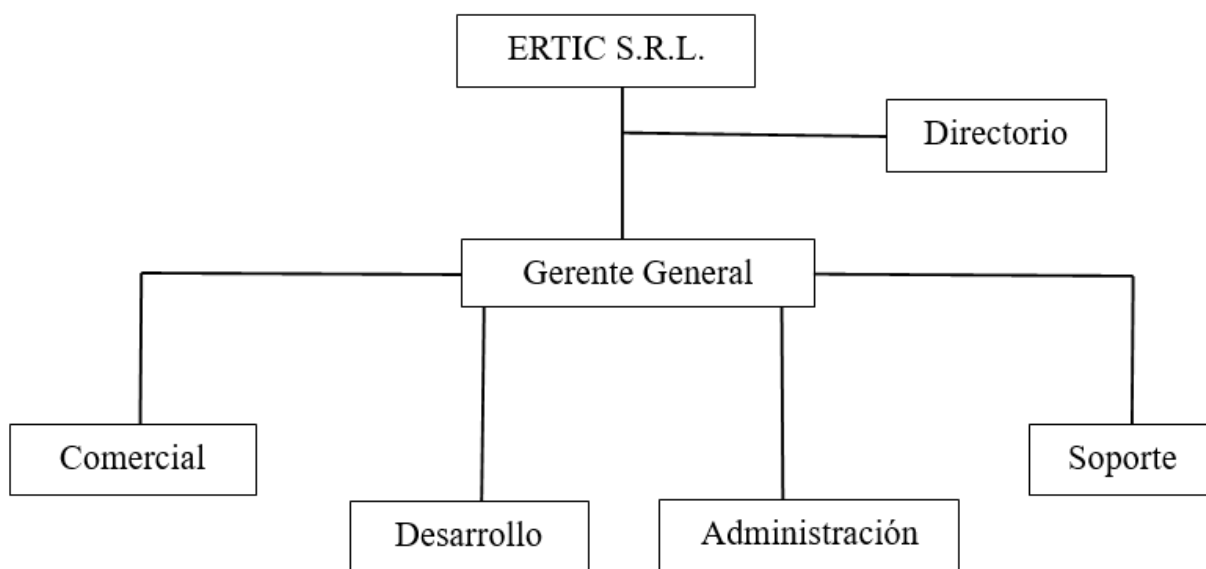 ERTIC S.R.L.
Directorio
Gerente General
Comercial
Soporte
Desarrollo
Administración